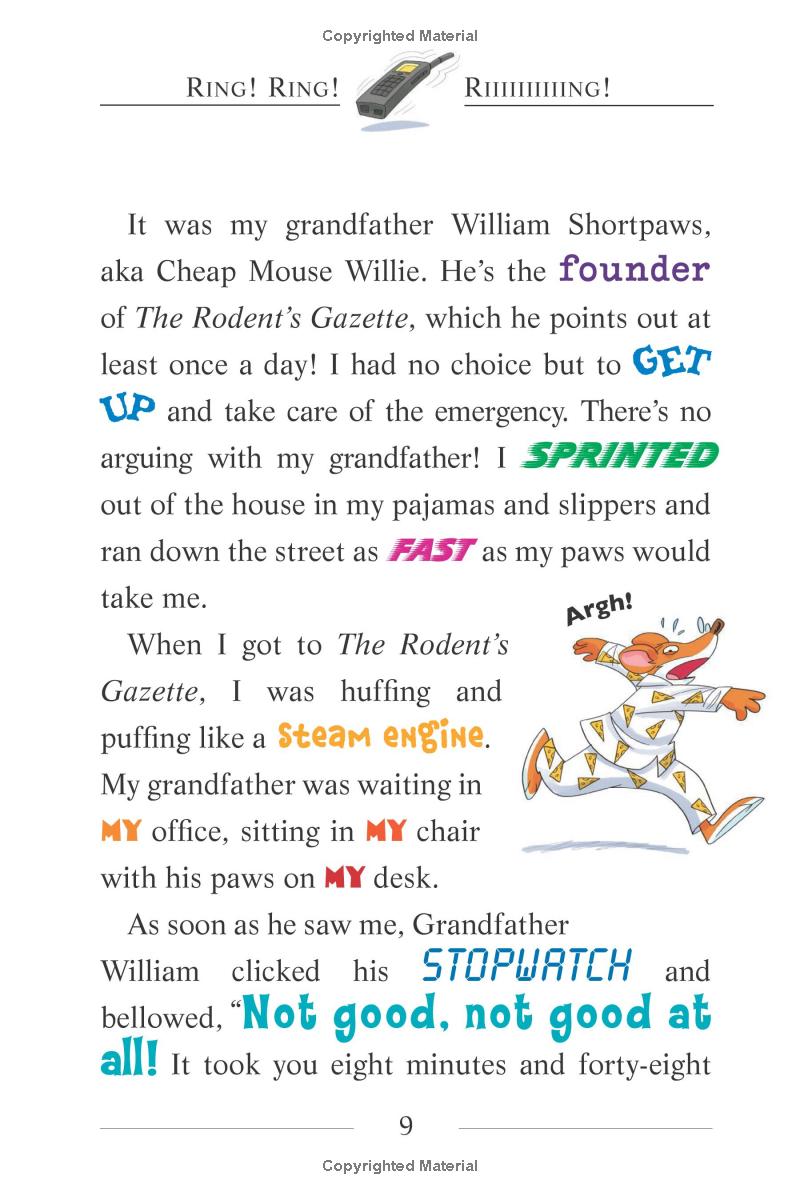 Copyrighted Material
RING! RING! RIIIIIIIIIING!
It was my grandfather William Shortpaws,
aka Cheap Mouse Willie. He’s the founder
of The Rodent’s Gazette, which he points out at
least once a day! I had no choice but to GET
UP and take care of the emergency. There’s no
arguing with my grandfather! I SPRINTED
out of the house in my pajamas and slippers and
ran down the street as FAST as my paws would
take me.
Argh!
When I got to The Rodent’s
Gazette, I was huffing and
puffing like a steam engine.
My grandfather was waiting in
MY office, sitting in MY chair
with his paws on MY desk.
As soon as he saw me, Grandfather
William clicked his STOPWATCH and
bellowed, “Not good, not good at
all! It took you eight minutes and forty-eight
9
Copyrighted Material